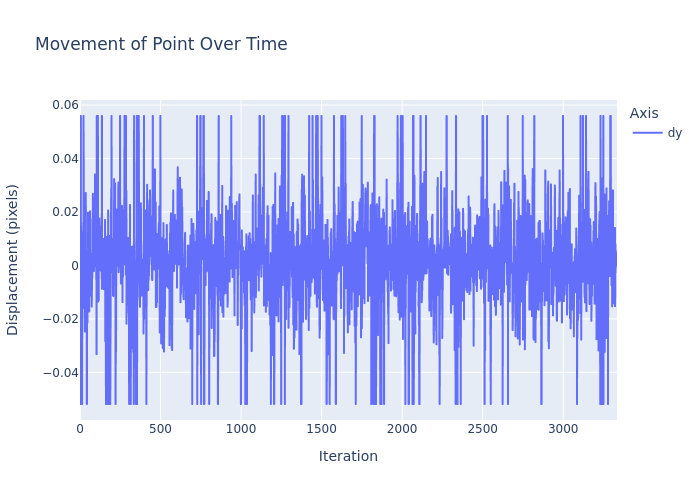 Movement of Point Over Time
Displacement (pixels)
0.06
0.04
0.02
0
−0.02
−0.04
0
500
1000
1500
2000
2500
3000
Iteration
Axis
dy